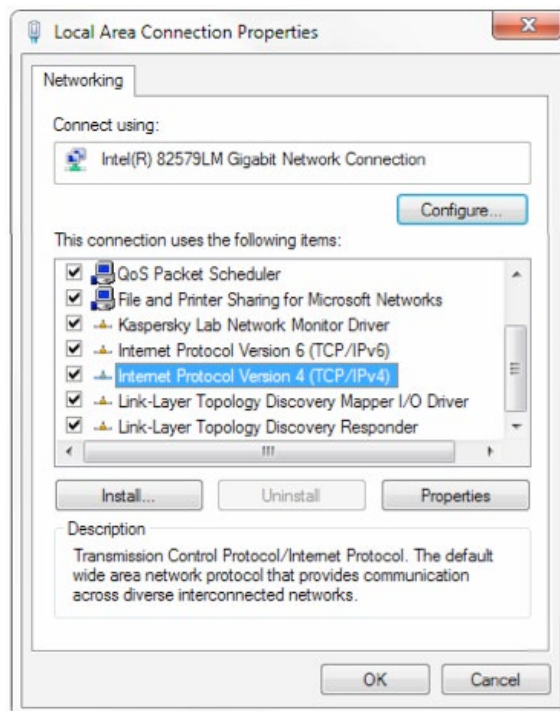 Local Area Connection Properties
Networking
Connect using:
Intel(R) 82579LM Gigabit Network Connection
Configure...
This connection uses the following items:
QoS Packet Scheduler
File and Printer Sharing for Microsoft Networks
Kaspersky Lab Network Monitor Driver
Internet Protocol Version 6 (TCP/IPv6)
Internet Protocol Version 4 (TCP/IPv4)
Link-Layer Topology Discovery Mapper I/O Driver
Link-Layer Topology Discovery Responder
Install... Uninstall Properties
Description
Transmission Control Protocol/Internet Protocol. The default
wide area network protocol that provides communication
across diverse interconnected networks.
OK Cancel